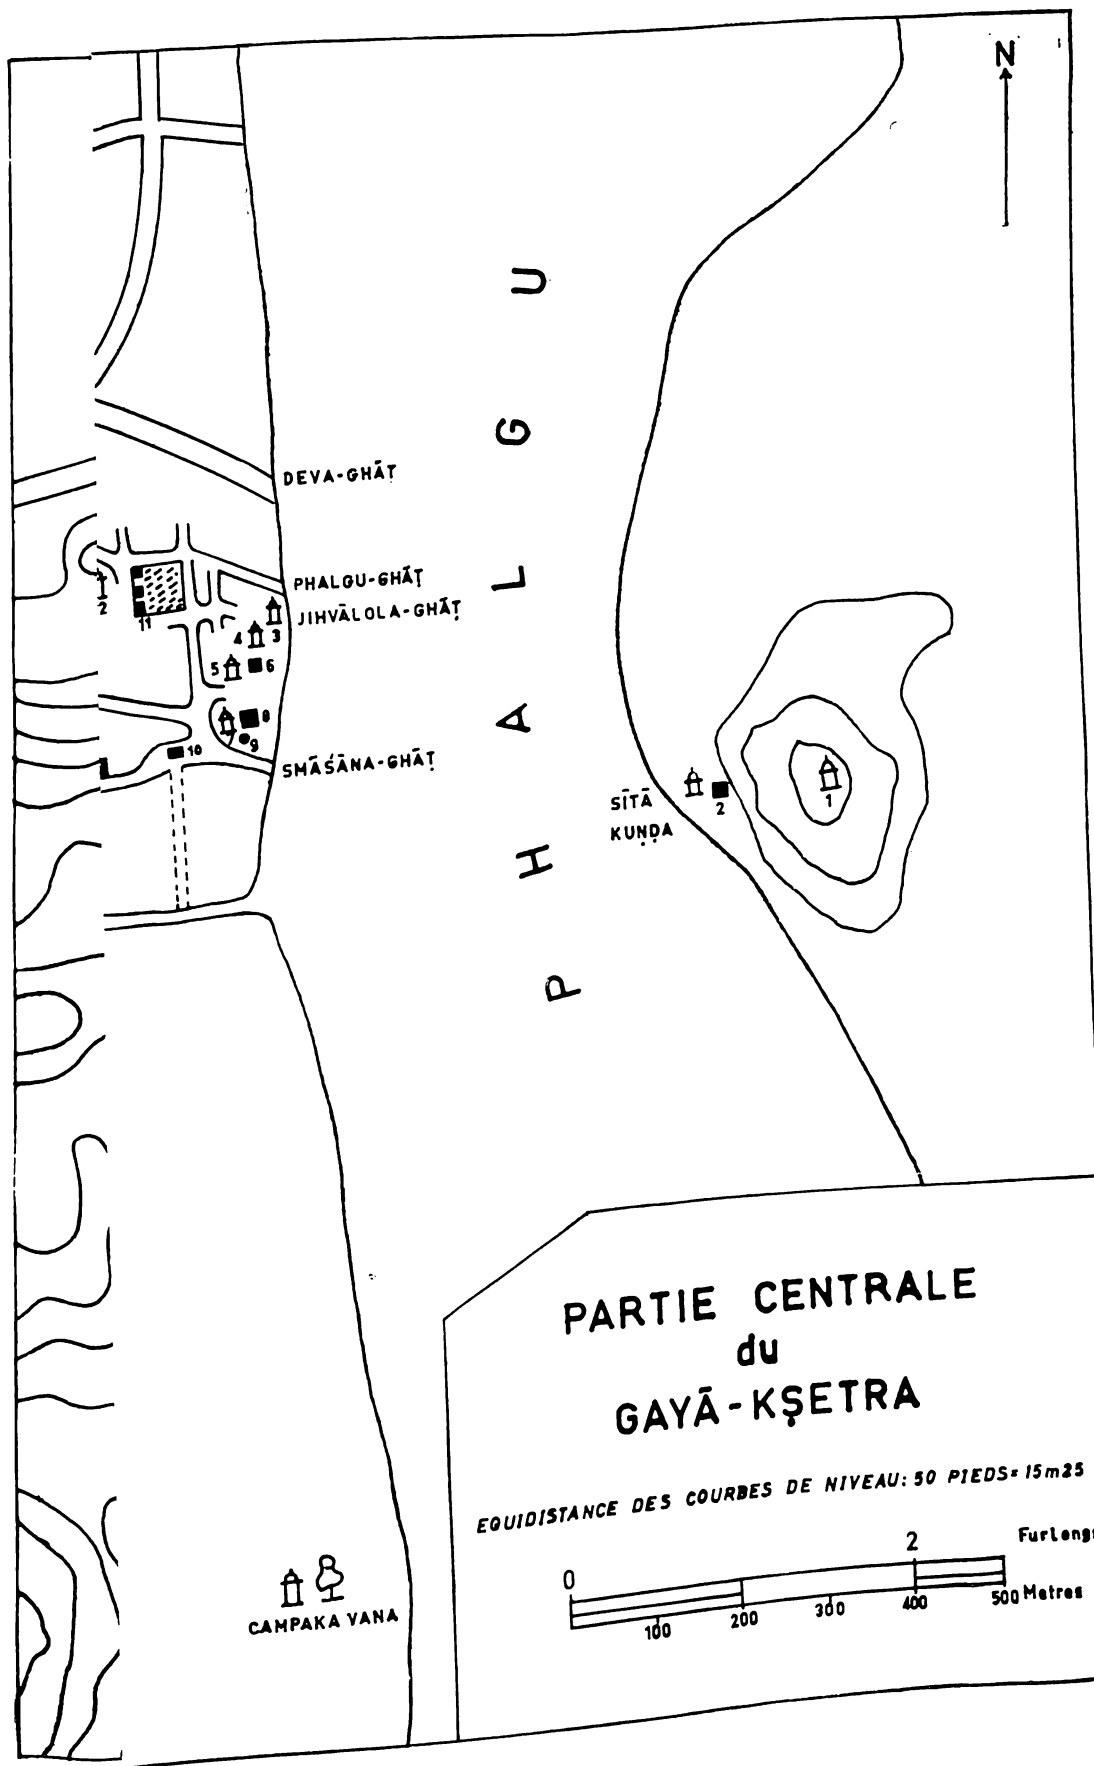 N
U
G
L
A
H
P
DEVA-GHĀṬ
PHALGU-GHĀṬ
JIHVĀLOLA-GHĀṬ
2
11
4
3
5
6
8
9
10
SMĀŚĀNA-GHĀṬ
SĪTĀ
KUṆḌA
2
1
PARTIE CENTRALE
du
GAYĀ-KṢETRA
EQUIDISTANCE DES COURBES DE NIVEAU: 50 PIEDS= 15m25
0
2
Furlongs
100
200
300
400
500 Metres
CAMPAKA VANA